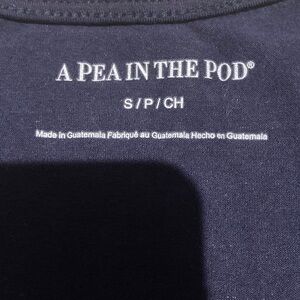 A PEA IN THE POD®
S/P/CH
Made in Guatemala Fabriqué au Guatemala Hecho en Guatemala